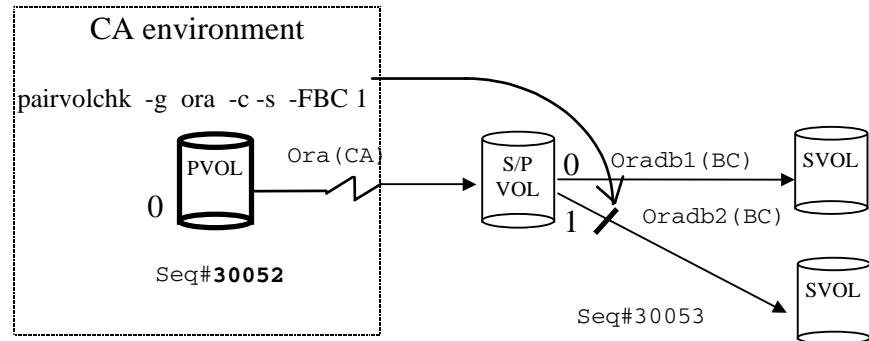 CA environment
pairvolchk -g ora -c -s -FBC 1
PVOL
0
Ora(CA)
S/P
VOL
0
1
Oradb1(BC)
Oradb2(BC)
SVOL
SVOL
Seq#30052
Seq#30053